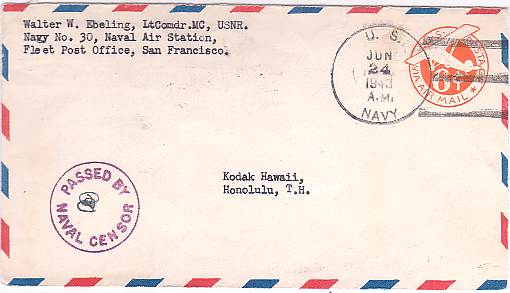 Walter W. Ebeling, LtComdr.MC, USNR.
Navy No. 30, Naval Air Station,
Fleet Post Office, San Francisco.
U. S.
JUN
24
1943
A.M.
NAVY
U.S. POSTAGE
6¢
VIA AIR MAIL
PASSED BY
NAVAL CENSOR
Kodak Hawaii,
Honolulu, T.H.